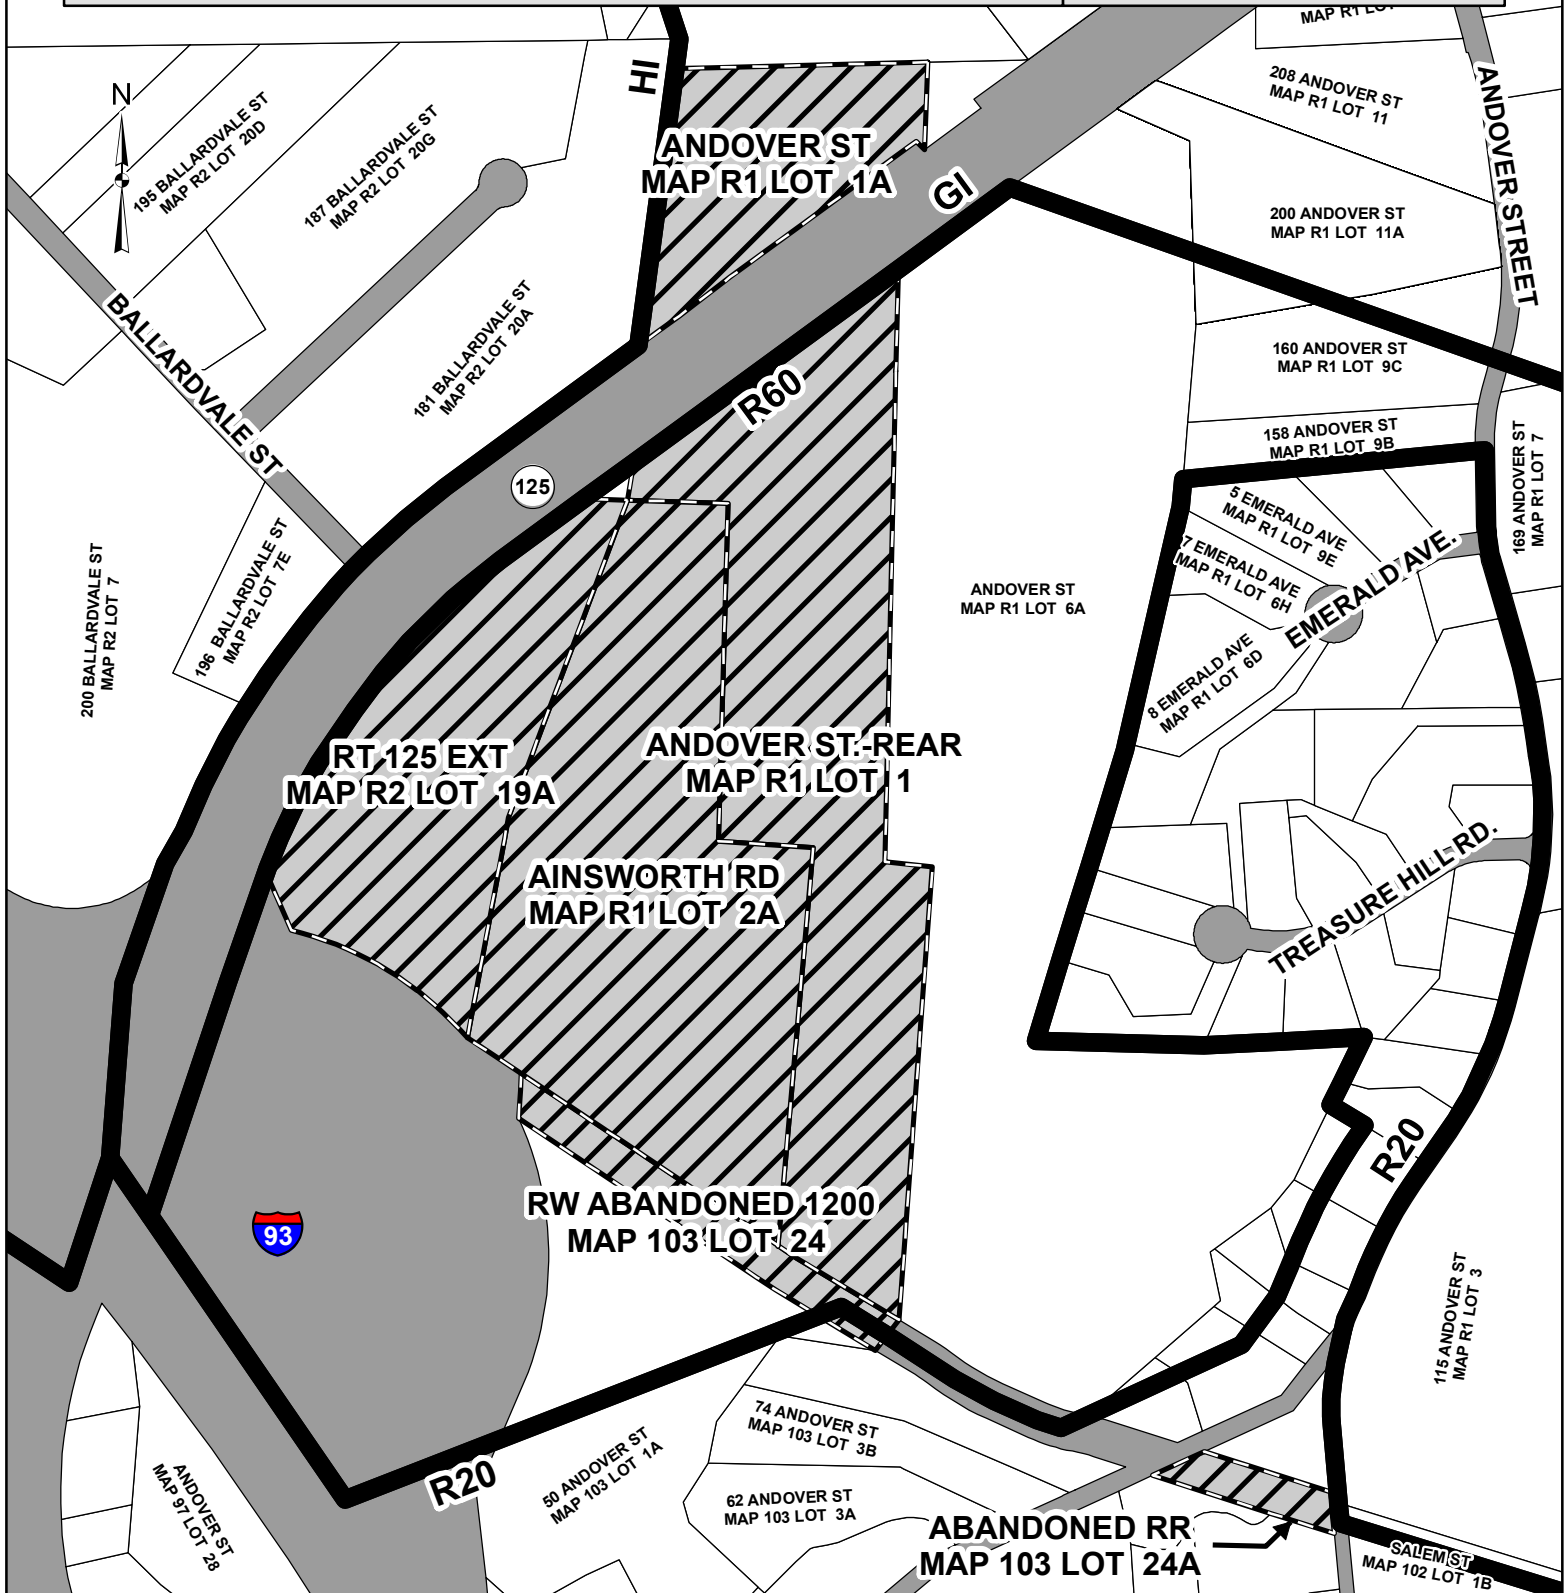 MAP R1 LOT
HI
N
195 BALLARDVALE ST
MAP R2 LOT 20D
187 BALLARDVALE ST
MAP R2 LOT 20G
ANDOVER ST
MAP R1 LOT 1A
GI
208 ANDOVER ST
MAP R1 LOT 11
ANDOVER STREET
200 ANDOVER ST
MAP R1 LOT 11A
BALLARDVALE ST
181 BALLARDVALE ST
MAP R2 LOT 20A
R60
160 ANDOVER ST
MAP R1 LOT 9C
158 ANDOVER ST
MAP R1 LOT 9B
169 ANDOVER ST
MAP R1 LOT 7
125
5 EMERALD AVE
MAP R1 LOT 9E
7 EMERALD AVE
MAP R1 LOT 6H
EMERALD AVE.
8 EMERALD AVE
MAP R1 LOT 6D
200 BALLARDVALE ST
MAP R2 LOT 7
196 BALLARDVALE ST
MAP R2 LOT 7E
ANDOVER ST
MAP R1 LOT 6A
RT 125 EXT
MAP R2 LOT 19A
ANDOVER ST.-REAR
MAP R1 LOT 1
AINSWORTH RD
MAP R1 LOT 2A
TREASURE HILL RD.
R20
RW ABANDONED 1200
MAP 103 LOT 24
93
115 ANDOVER ST
MAP R1 LOT 3
74 ANDOVER ST
MAP 103 LOT 3B
R20
50 ANDOVER ST
MAP 103 LOT 1A
62 ANDOVER ST
MAP 103 LOT 3A
ANDOVER ST
MAP 97 LOT 28
ABANDONED RR
MAP 103 LOT 24A
SALEM ST
MAP 102 LOT 1B